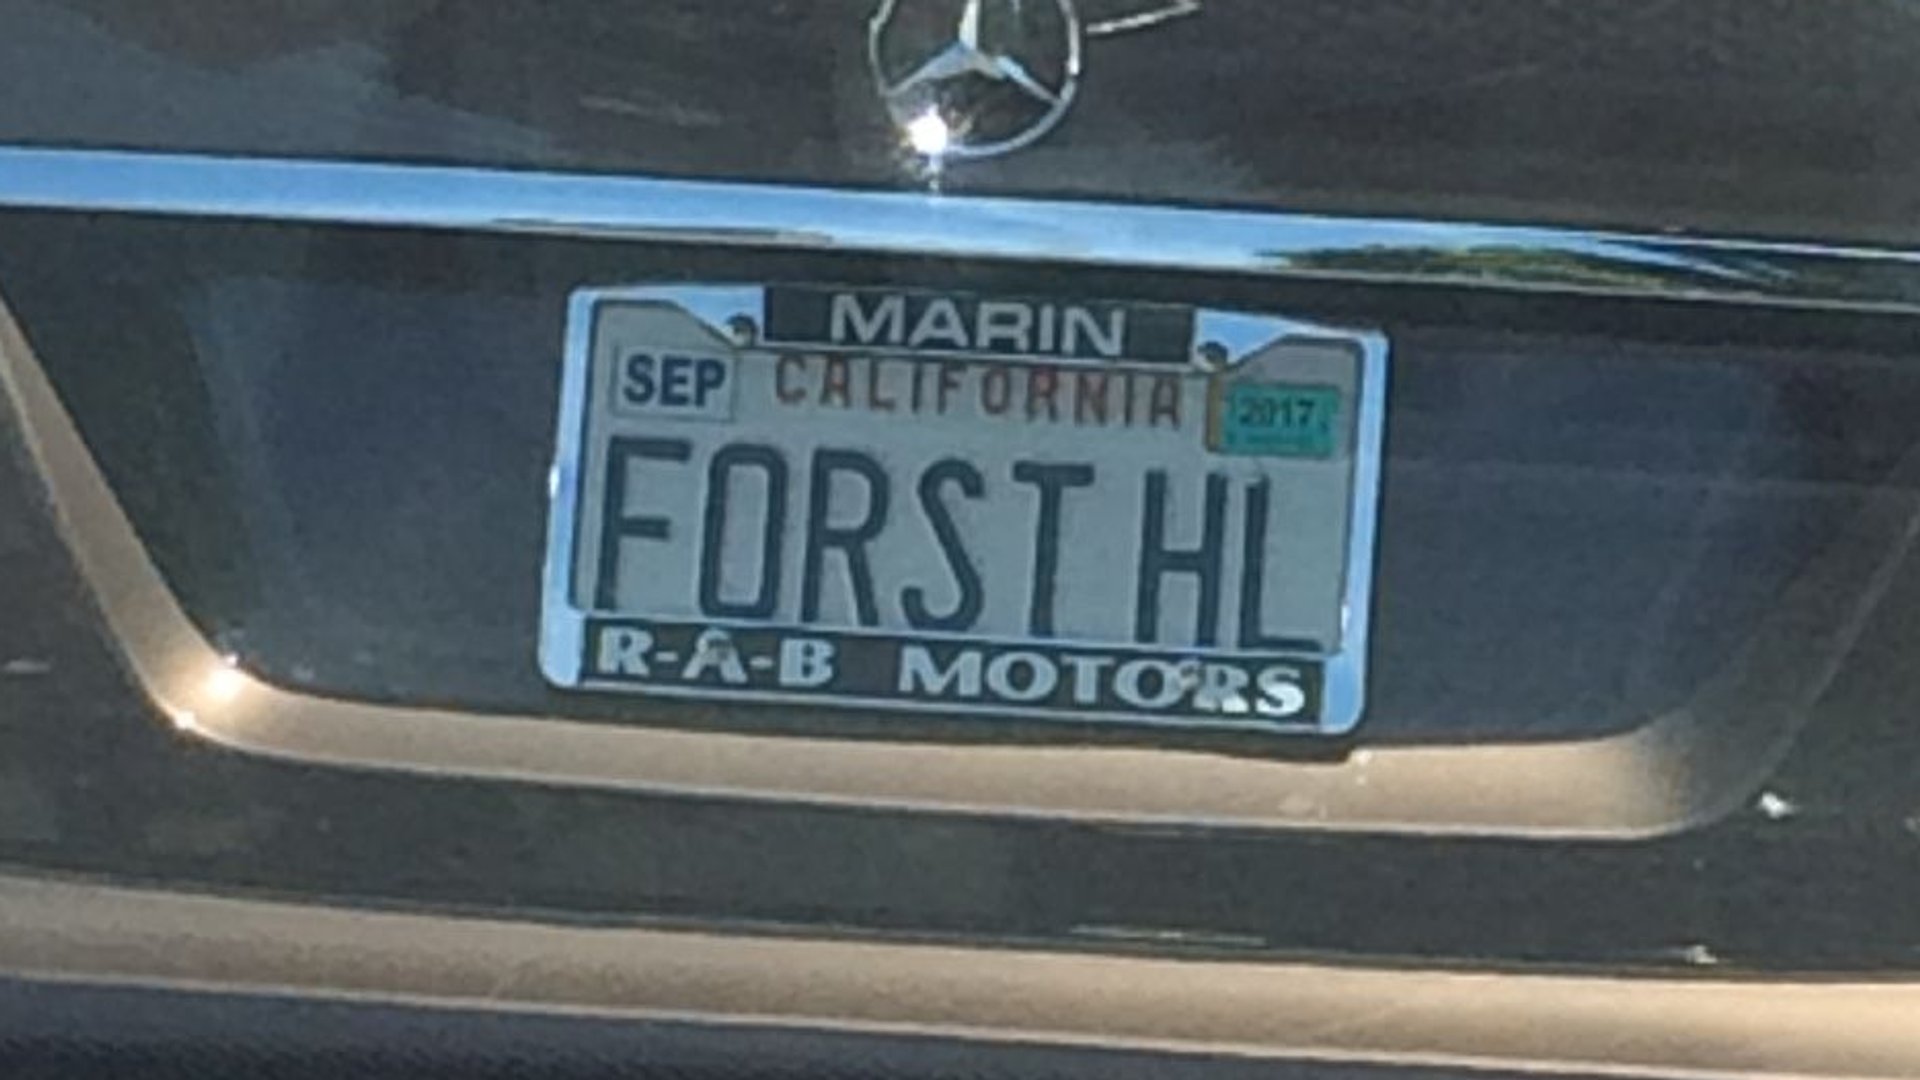 MARIN
SEP CALIFORNIA 2017
FORST HL
R-A-B MOTORS